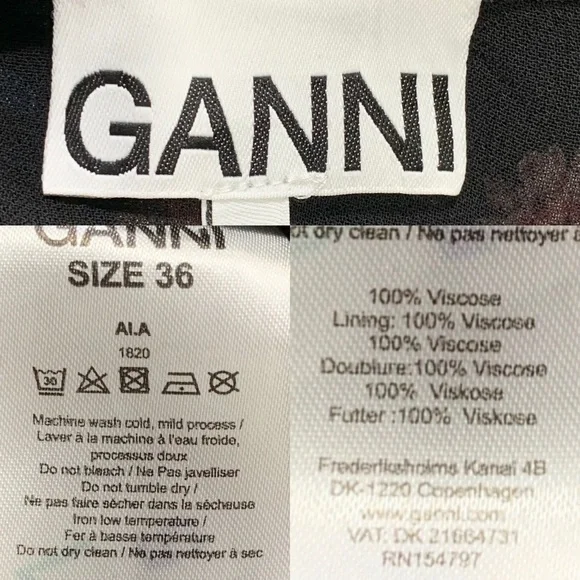 GANNI
GANNI
SIZE 36
AI.A
1820
30
Machine wash cold, mild process /
Laver à la machine à l'eau froide,
processus doux
Do not bleach / Ne Pas javelliser
Do not tumble dry /
Ne pas faire sécher dans la sécheuse
Iron low temperature /
Fer à basse température
Do not dry clean / Ne pas nettoyer à sec
ot dry clean / Ne pas nettoyer à
100% Viscose
Lining: 100% Viscose
100% Viscose
Doublure:100% Viscose
100% Viskose
Futter :100% Viskose
Frederiksholms Kanal 4B
DK-1220 Copenhagen
www.ganni.com
VAT: DK 21664731
RN154797